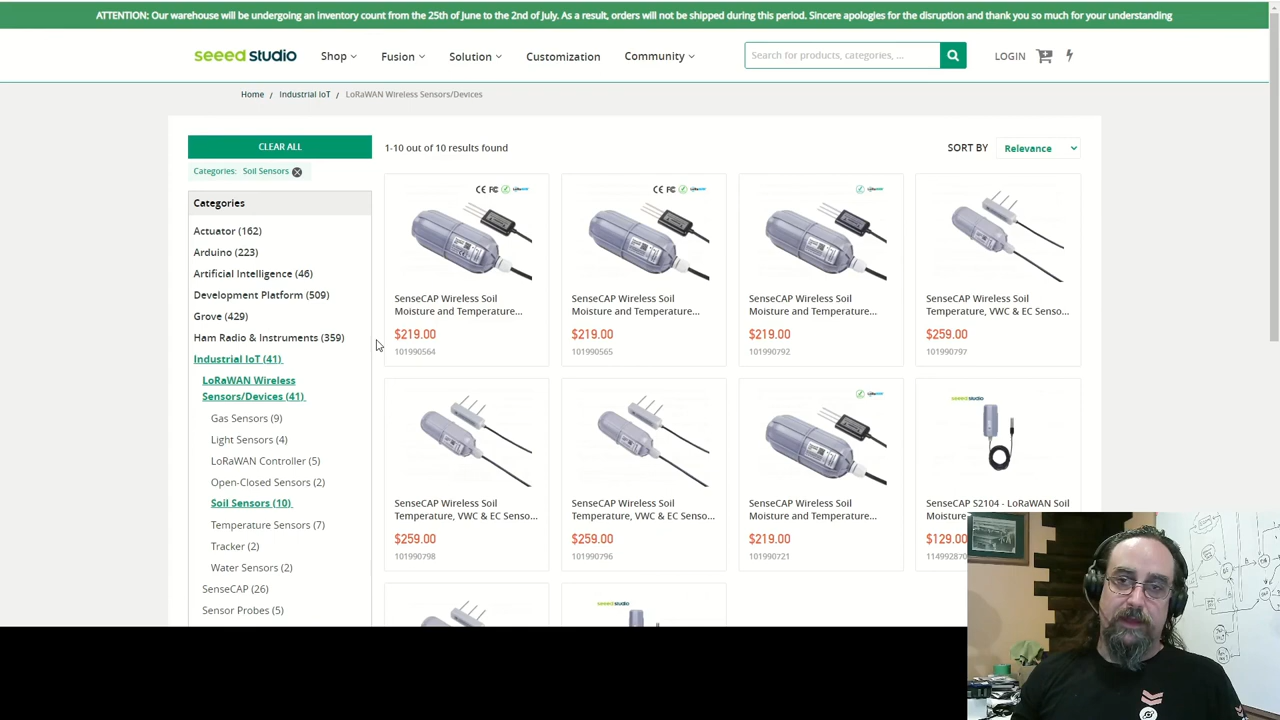 ATTENTION: Our warehouse will be undergoing an inventory count from the 25th of June to the 2nd of July. As a result, orders will not be shipped during this period. Sincere apologies for the disruption and thank you so much for your understanding
seeed studio
Shop
Fusion
Solution
Customization
Community
Search for products, categories, ...
LOGIN
Home / Industrial IoT / LoRaWAN Wireless Sensors/Devices
CLEAR ALL
Categories: Soil Sensors
1-10 out of 10 results found
SORT BY
Relevance
Categories
Actuator (162)
Arduino (223)
Artificial Intelligence (46)
Development Platform (509)
Grove (429)
Ham Radio & Instruments (359)
Industrial IoT (41)
LoRaWAN Wireless
Sensors/Devices (41)
Gas Sensors (9)
Light Sensors (4)
LoRaWAN Controller (5)
Open-Closed Sensors (2)
Soil Sensors (10)
Temperature Sensors (7)
Tracker (2)
Water Sensors (2)
SenseCAP (26)
Sensor Probes (5)
SenseCAP Wireless Soil
Moisture and Temperature...
$219.00
101990564
SenseCAP Wireless Soil
Moisture and Temperature...
$219.00
101990565
SenseCAP Wireless Soil
Moisture and Temperature...
$219.00
101990792
SenseCAP Wireless Soil
Temperature, VWC & EC Senso...
$259.00
101990797
SenseCAP Wireless Soil
Temperature, VWC & EC Senso...
$259.00
101990798
SenseCAP Wireless Soil
Temperature, VWC & EC Senso...
$259.00
101990796
SenseCAP Wireless Soil
Moisture and Temperature...
$219.00
101990721
seeed studio
SenseCAP S2104 - LoRaWAN Soil
$129.00
seeed studio